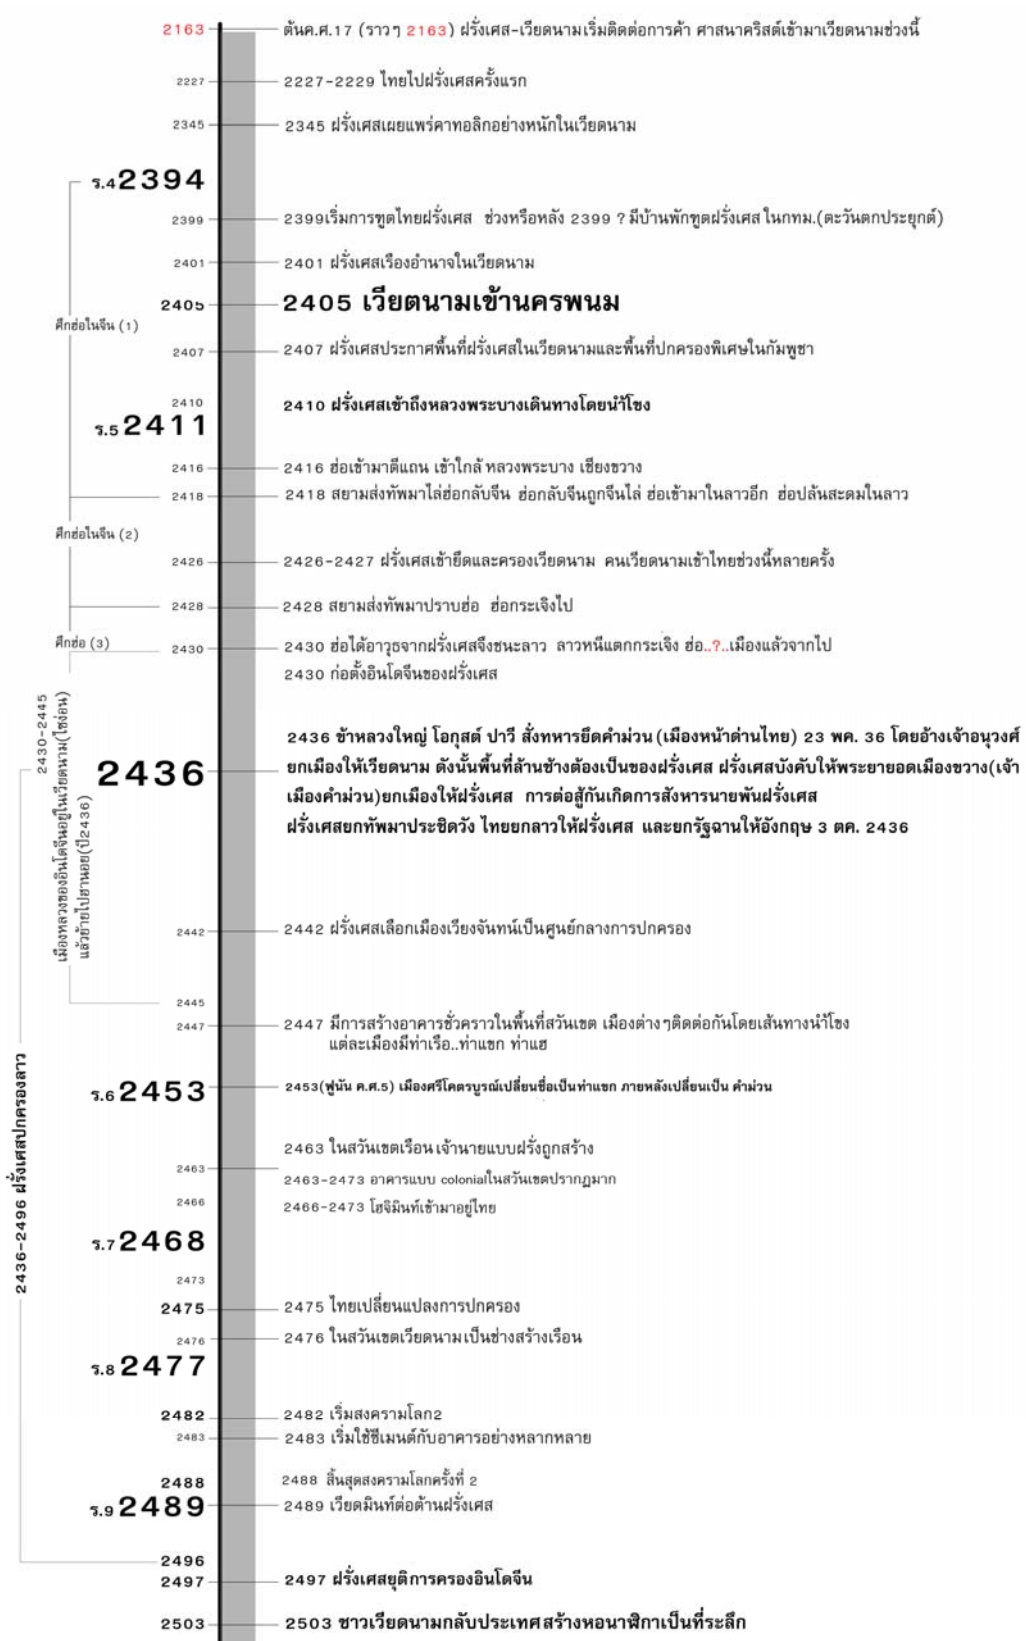 2163 ต้นค.ศ.17 (ราวๆ 2163) ฝรั่งเศส-เวียดนามเริ่มติดต่อการค้า ศาสนาคริสต์เข้ามาเวียดนามช่วงนี้
2227 2227-2229 ไทยไปฝรั่งเศสครั้งแรก
2345 2345 ฝรั่งเศสเผยแพร่คาทอลิกอย่างหนักในเวียดนาม
ร.4 2394
2399 2399เริ่มการฑูตไทยฝรั่งเศส ช่วงหรือหลัง 2399 ? มีบ้านพักฑูตฝรั่งเศส ในกทม.(ตะวันตกประยุกต์)
2401 2401 ฝรั่งเศสเรืองอำนาจในเวียดนาม
2405 2405 เวียตนามเข้านครพนม
ศึกฮ่อในจีน (1)
2407 2407 ฝรั่งเศสประกาศพื้นที่ฝรั่งเศสในเวียดนามและพื้นที่ปกครองพิเศษในกัมพูชา
2410 2410 ฝรั่งเศสเข้าถึงหลวงพระบางเดินทางโดยนำ้โขง
ร.5 2411
2416 2416 ฮ่อเข้ามาตีแถน เข้าใกล้ หลวงพระบาง เชียงขวาง
2418 2418 สยามส่งทัพมาไล่ฮ่อกลับจีน ฮ่อกลับจีนถูกจีนไล่ ฮ่อเข้ามาในลาวอีก ฮ่อปล้นสะดมในลาว
ศึกฮ่อในจีน (2)
2426 2426-2427 ฝรั่งเศสเข้ายึดและครองเวียดนาม คนเวียดนามเข้าไทยช่วงนี้หลายครั้ง
2428 2428 สยามส่งทัพมาปราบฮ่อ ฮ่อกระเจิงไป
ศึกฮ่อ (3)
2430 2430 ฮ่อได้อาวุธจากฝรั่งเศสจึงชนะลาว ลาวหนีแตกกระเจิง ฮ่อ..?..เมืองแล้วจากไป
2430 ก่อตั้งอินโดจีนของฝรั่งเศส
2430-2445
เมืองหลวงของอินโดจีนอยู่ในเวียดนาม(ไซ่ง่อน)
แล้วย้ายไปฮานอย(ปี2436)
2436 2436 ข้าหลวงใหญ่ โอกุสต์ ปาวี สั่งทหารยึดคำม่วน (เมืองหน้าด่านไทย) 23 พค. 36 โดยอ้างเจ้าอนุวงศ์
ยกเมืองให้เวียดนาม ดังนั้นพื้นที่ล้านช้างต้องเป็นของฝรั่งเศส ฝรั่งเศสบังคับให้พระยายอดเมืองขวาง(เจ้า
เมืองคำม่วน)ยกเมืองให้ฝรั่งเศส การต่อสู้กันเกิดการสังหารนายพันฝรั่งเศส
ฝรั่งเศสยกทัพมาประชิดวัง ไทยยกลาวให้ฝรั่งเศส และยกรัฐฉานให้อังกฤษ 3 ตค. 2436
2442 2442 ฝรั่งเศสเลือกเมืองเวียงจันทน์เป็นศูนย์กลางการปกครอง
2445
2447 2447 มีการสร้างอาคารชั่วคราวในพื้นที่สวันเขต เมืองต่างๆติดต่อกันโดยเส้นทางนำ้โขง
แต่ละเมืองมีท่าเรือ..ท่าแขก ท่าแฮ
2436-2496 ฝรั่งเศสปกครองลาว
ร.6 2453 2453(ฟูนัน ค.ศ.5) เมืองศรีโคตรบูรณ์เปลี่ยนชื่อเป็นท่าแขก ภายหลังเปลี่ยนเป็น คำม่วน
2463 ในสวันเขตเรือนเจ้านายแบบฝรั่งถูกสร้าง
2463 2463-2473 อาคารแบบ colonialในสวันเขตปรากฏมาก
2466 2466-2473 โฮจิมินท์เข้ามาอยู่ไทย
ร.7 2468
2473
2475 2475 ไทยเปลี่ยนแปลงการปกครอง
2476 2476 ในสวันเขตเวียดนามเป็นช่างสร้างเรือน
ร.8 2477
2482 2482 เริ่มสงครามโลก2
2483 2483 เริ่มใช้ซีเมนต์กับอาคารอย่างหลากหลาย
2488 2488 สิ้นสุดสงครามโลกครั้งที่ 2
ร.9 2489 2489 เวียดมินท์ต่อต้านฝรั่งเศส
2496
2497 2497 ฝรั่งเศสยุติการครองอินโดจีน
2503 2503 ชาวเวียดนามกลับประเทศสร้างหอนาฬิกาเป็นที่ระลึก